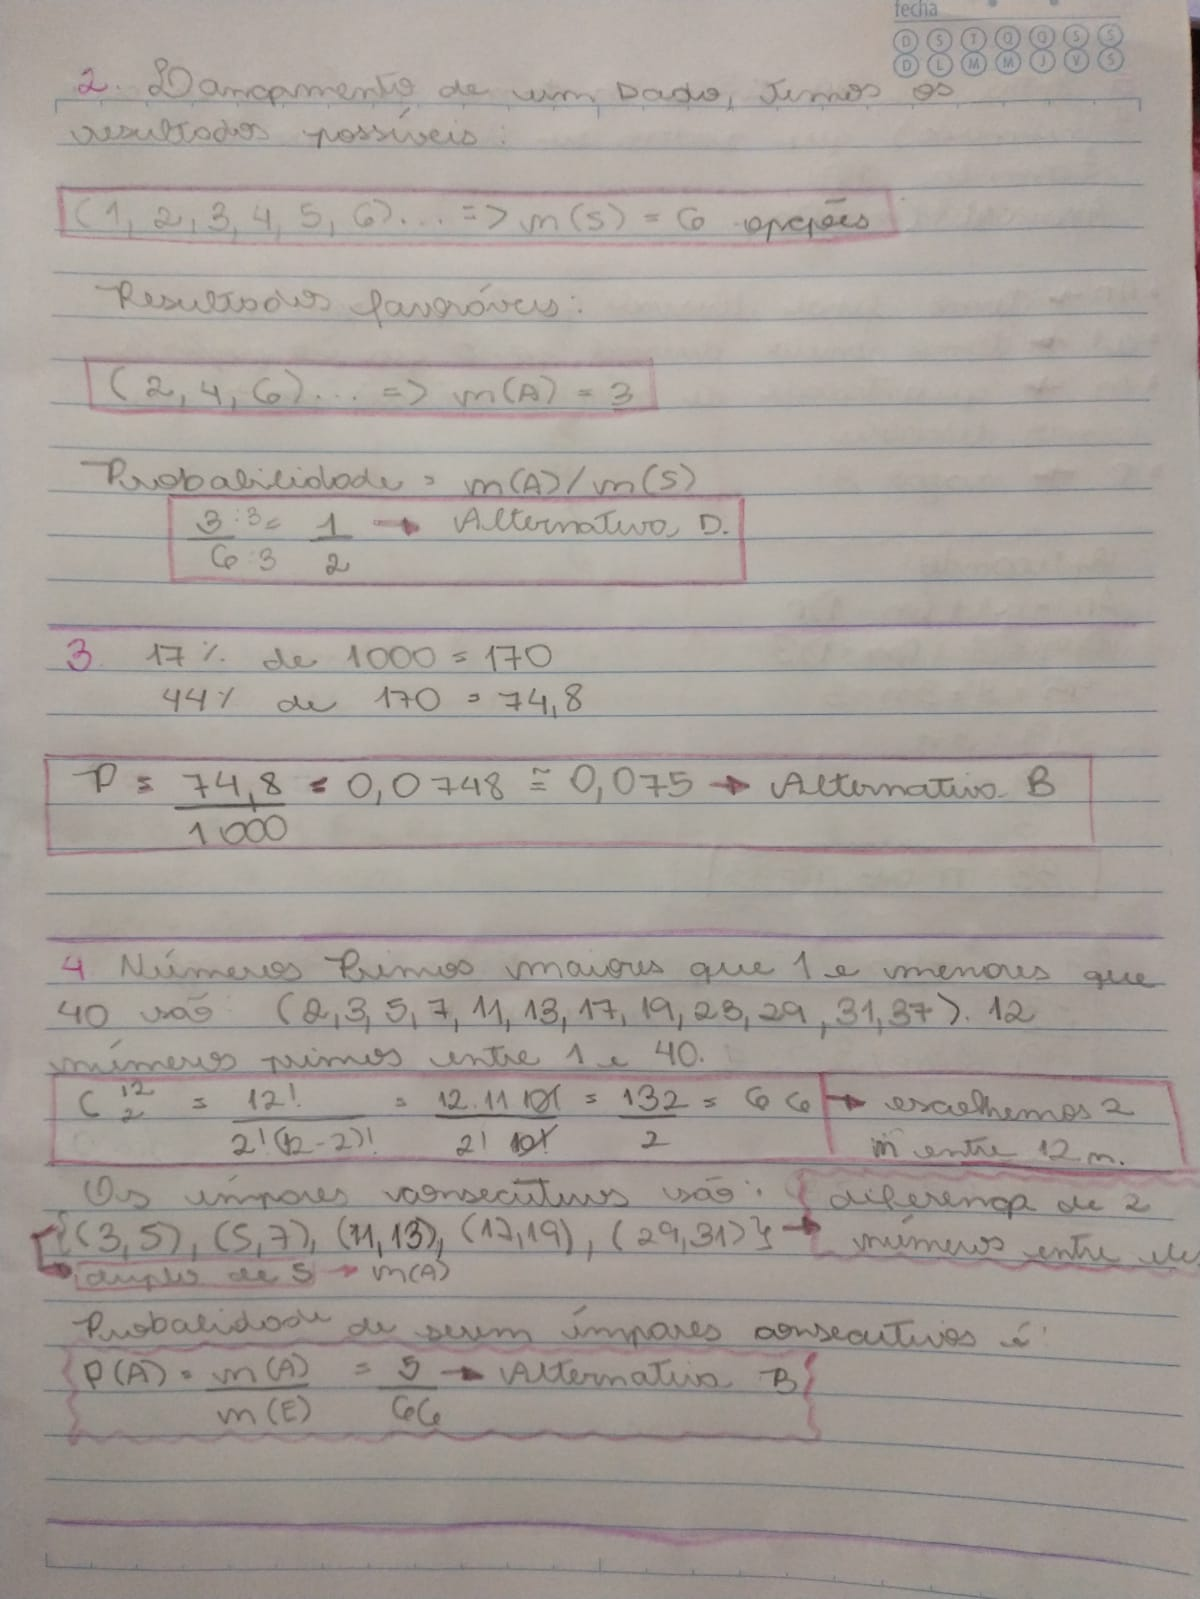 fecha
D S T Q Q S S
D L M M J V S
2. Lançamento de um Dado, temos os
resultados possíveis:
(1, 2, 3, 4, 5, 6)... => n(S) = 6 opções
Resultados favoráveis:
(2, 4, 6)... => n(A) = 3
Probabilidade = n(A)/n(S)
3 :3 = 1 → Alternativa D.
6 :3 2
3. 17% de 1000 = 170
44% de 170 = 74,8
P = 74,8 = 0,0748 ≅ 0,075 → Alternativa B
1000
4 Números Primos maiores que 1 e menores que
40 são: (2, 3, 5, 7, 11, 13, 17, 19, 23, 29, 31, 37). 12
números primos entre 1 e 40.
C 12 2 = 12! = 12.11 10! = 132 = 66 → escolhemos 2
2!(12-2)! 2! 10! 2 n entre 12 n.
Os ímpares consecutivos são: diferença de 2
{(3,5), (5,7), (11,13), (17,19), (29,31)} → números entre
duplo de 5 → n(A)
Probabilidade de serem ímpares consecutivos é:
P(A) = n(A) = 5 → Alternativa B
n(E) 66